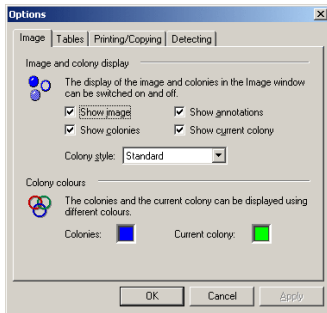 Options
Image Tables Printing/Copying Detecting
Image and colony display
The display of the image and colonies in the Image window
can be switched on and off.
Show image Show annotations
Show colonies Show current colony
Colony style: Standard
Colony colours
The colonies and the current colony can be displayed using
different colours.
Colonies: Current colony:
OK Cancel Apply